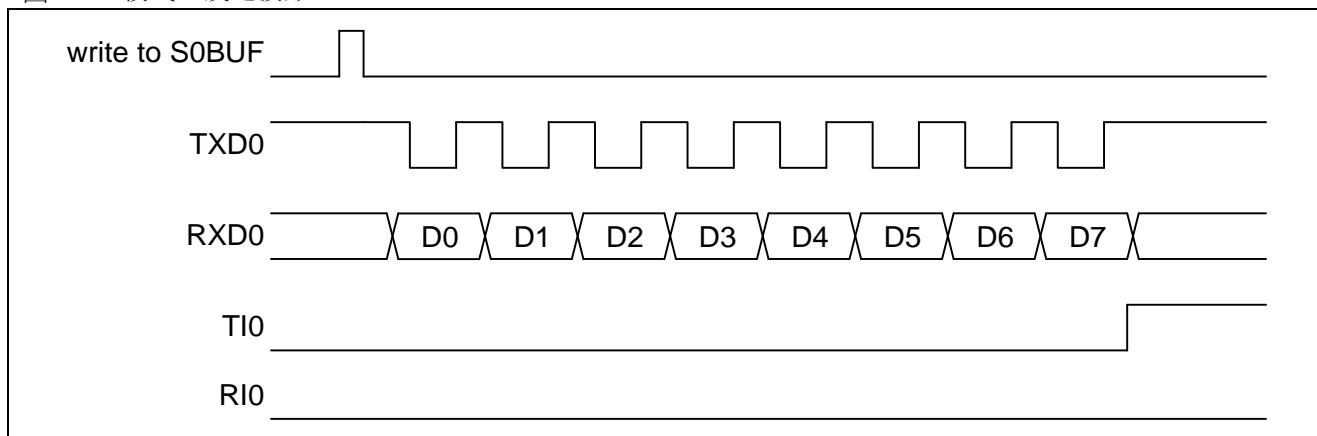 write to S0BUF
TXD0
RXD0 D0 D1 D2 D3 D4 D5 D6 D7
TI0
RI0